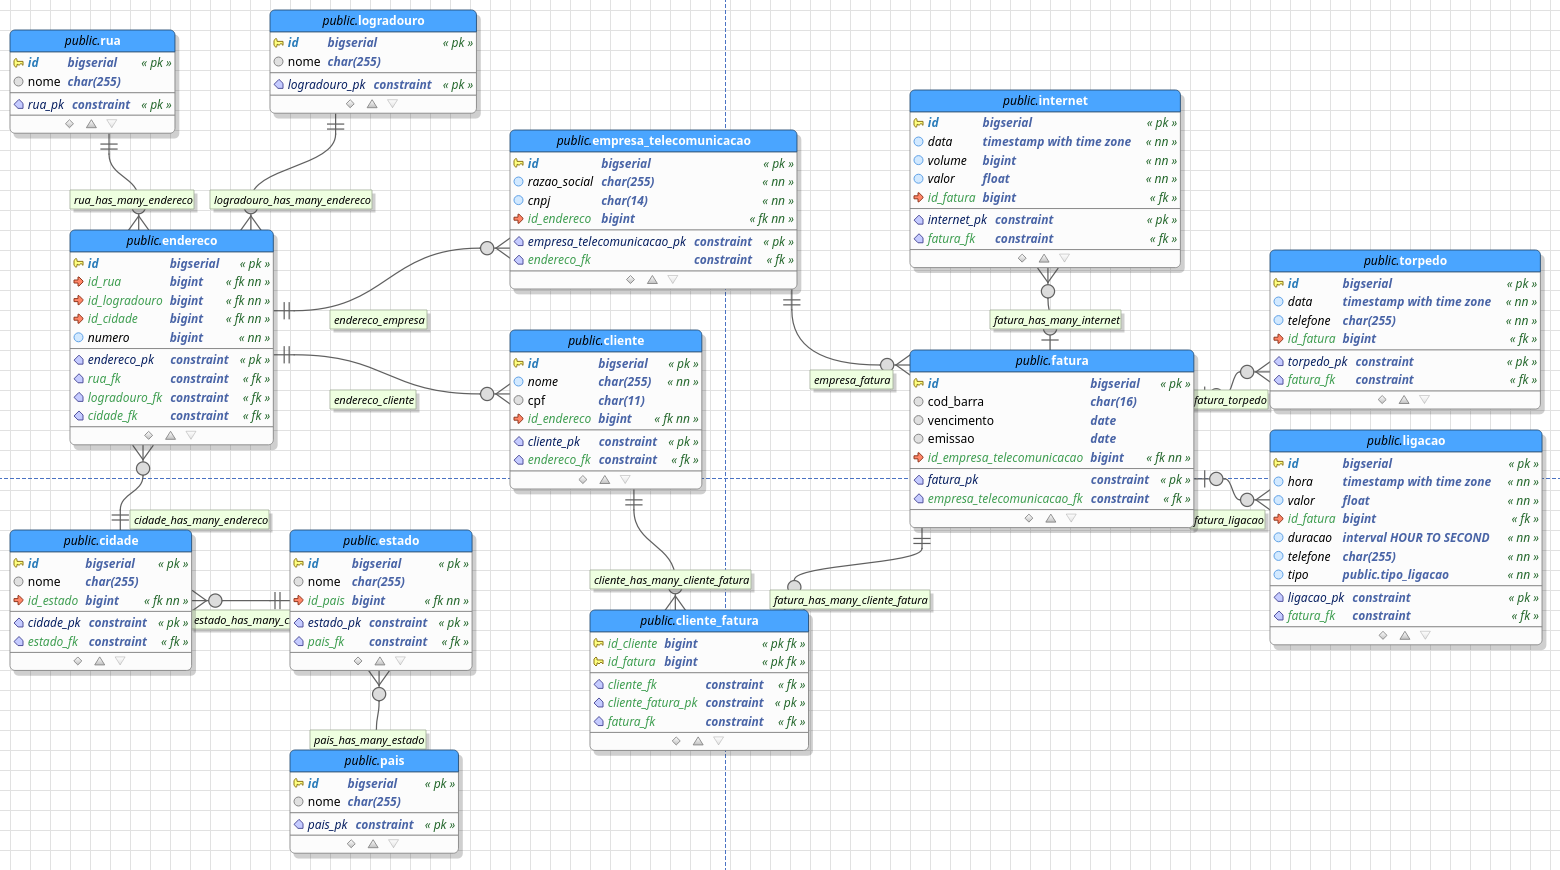 public.rua
id bigserial « pk »
nome char(255)
rua_pk constraint « pk »
public.logradouro
id bigserial « pk »
nome char(255)
logradouro_pk constraint « pk »
rua_has_many_endereco
logradouro_has_many_endereco
public.endereco
id bigserial « pk »
id_rua bigint « fk nn »
id_logradouro bigint « fk nn »
id_cidade bigint « fk nn »
numero bigint « nn »
endereco_pk constraint « pk »
rua_fk constraint « fk »
logradouro_fk constraint « fk »
cidade_fk constraint « fk »
public.empresa_telecomunicacao
id bigserial « pk »
razao_social char(255) « nn »
cnpj char(14) « nn »
id_endereco bigint « fk nn »
empresa_telecomunicacao_pk constraint « pk »
endereco_fk constraint « fk »
endereco_empresa
endereco_cliente
public.cliente
id bigserial « pk »
nome char(255) « nn »
cpf char(11)
id_endereco bigint « fk nn »
cliente_pk constraint « pk »
endereco_fk constraint « fk »
public.internet
id bigserial « pk »
data timestamp with time zone « nn »
volume bigint « nn »
valor float « nn »
id_fatura bigint « fk »
internet_pk constraint « pk »
fatura_fk constraint « fk »
fatura_has_many_internet
empresa_fatura
public.fatura
id bigserial « pk »
cod_barra char(16)
vencimento date
emissao date
id_empresa_telecomunicacao bigint « fk nn »
fatura_pk constraint « pk »
empresa_telecomunicacao_fk constraint « fk »
public.torpedo
id bigserial « pk »
data timestamp with time zone « nn »
telefone char(255) « nn »
id_fatura bigint « fk »
torpedo_pk constraint « pk »
fatura_fk constraint « fk »
fatura_torpedo
public.ligacao
id bigserial « pk »
hora timestamp with time zone « nn »
valor float « nn »
id_fatura bigint « fk »
duracao interval HOUR TO SECOND « nn »
telefone char(255) « nn »
tipo public.tipo_ligacao « nn »
ligacao_pk constraint « pk »
fatura_fk constraint « fk »
fatura_ligacao
cidade_has_many_endereco
public.cidade
id bigserial « pk »
nome char(255)
id_estado bigint « fk nn »
cidade_pk constraint « pk »
estado_fk constraint « fk »
estado_has_many_c
public.estado
id bigserial « pk »
nome char(255)
id_pais bigint « fk nn »
estado_pk constraint « pk »
pais_fk constraint « fk »
pais_has_many_estado
public.pais
id bigserial « pk »
nome char(255)
pais_pk constraint « pk »
cliente_has_many_cliente_fatura
fatura_has_many_cliente_fatura
public.cliente_fatura
id_cliente bigint « pk fk »
id_fatura bigint « pk fk »
cliente_fk constraint « fk »
cliente_fatura_pk constraint « pk »
fatura_fk constraint « fk »